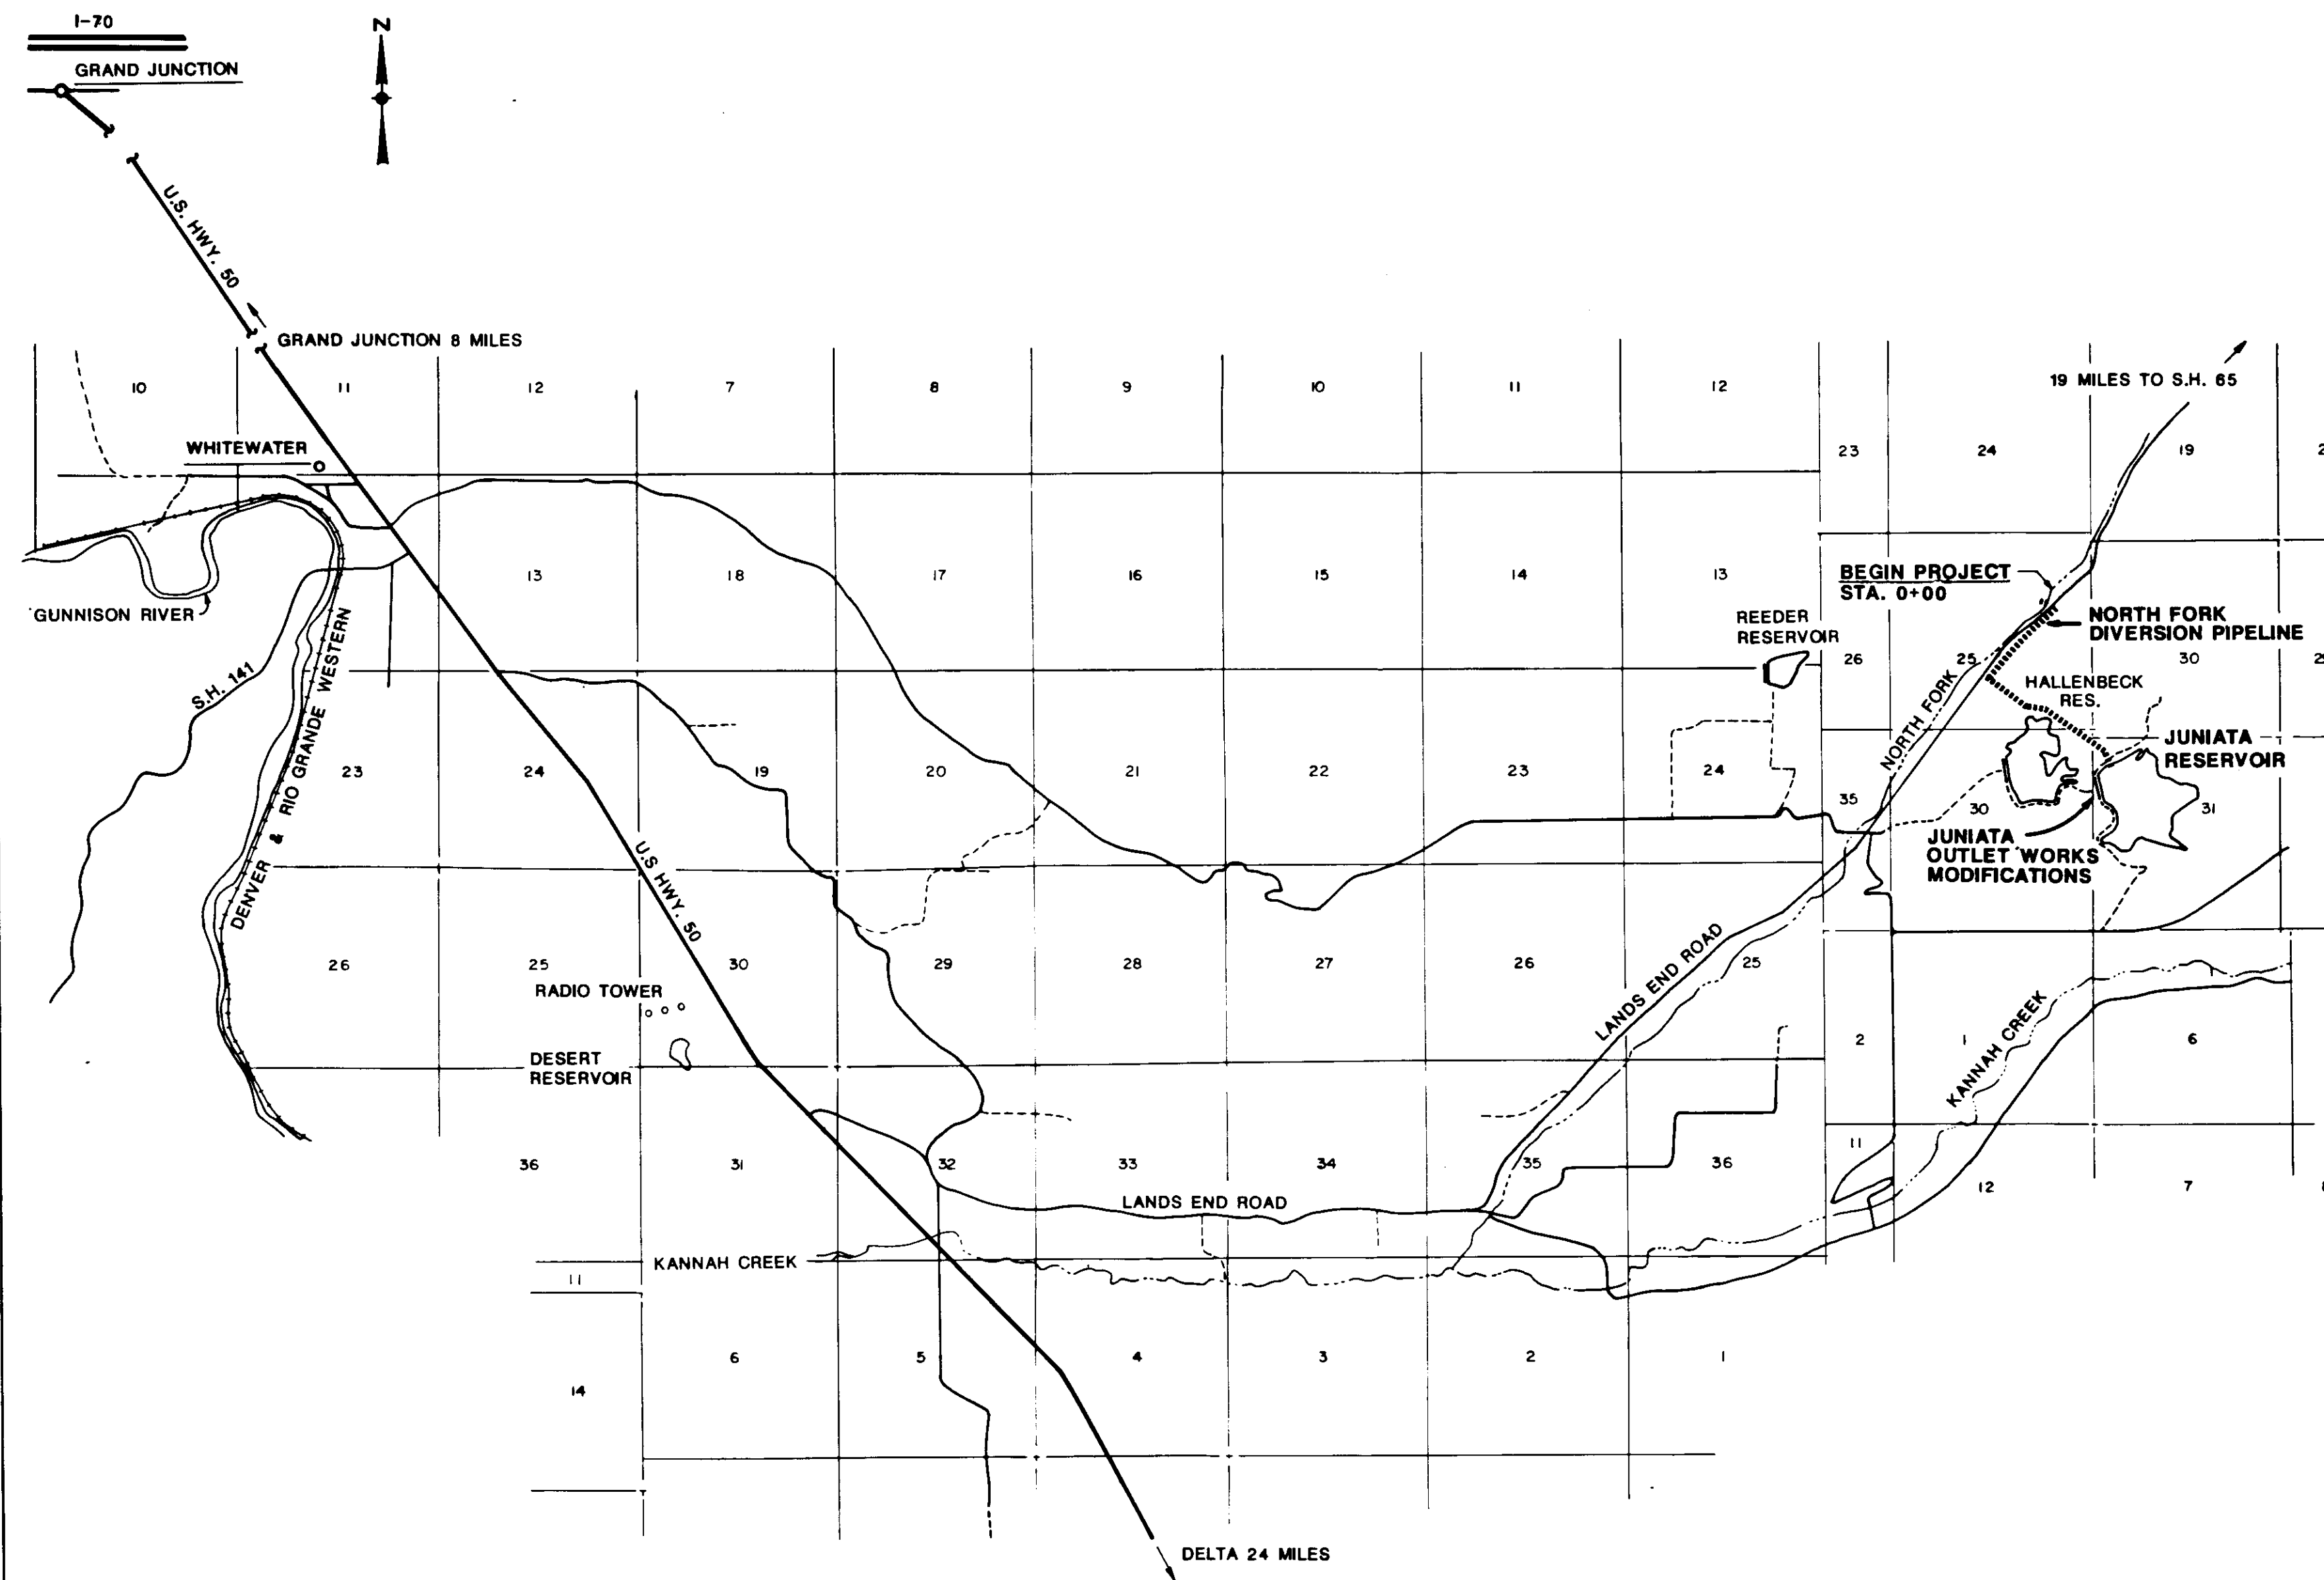 I-70
N
GRAND JUNCTION
U.S. HWY. 50
GRAND JUNCTION 8 MILES
19 MILES TO S.H. 65
10
11
12
7
8
9
10
11
12
WHITEWATER
23
24
19
13
18
17
16
15
14
13
BEGIN PROJECT
STA. 0+00
GUNNISON RIVER
REEDER
RESERVOIR
NORTH FORK
DIVERSION PIPELINE
26
25
30
S.H. 141
DENVER & RIO GRANDE WESTERN
HALLENBECK
RES.
NORTH FORK
JUNIATA
RESERVOIR
23
24
19
20
21
22
23
24
35
30
31
JUNIATA
OUTLET WORKS
MODIFICATIONS
U.S HWY. 50
26
25
30
29
28
27
26
25
LANDS END ROAD
RADIO TOWER
DESERT
RESERVOIR
2
1
6
KANNAH CREEK
36
31
32
33
34
35
36
11
12
7
LANDS END ROAD
KANNAH CREEK
11
6
5
4
3
2
1
14
DELTA 24 MILES